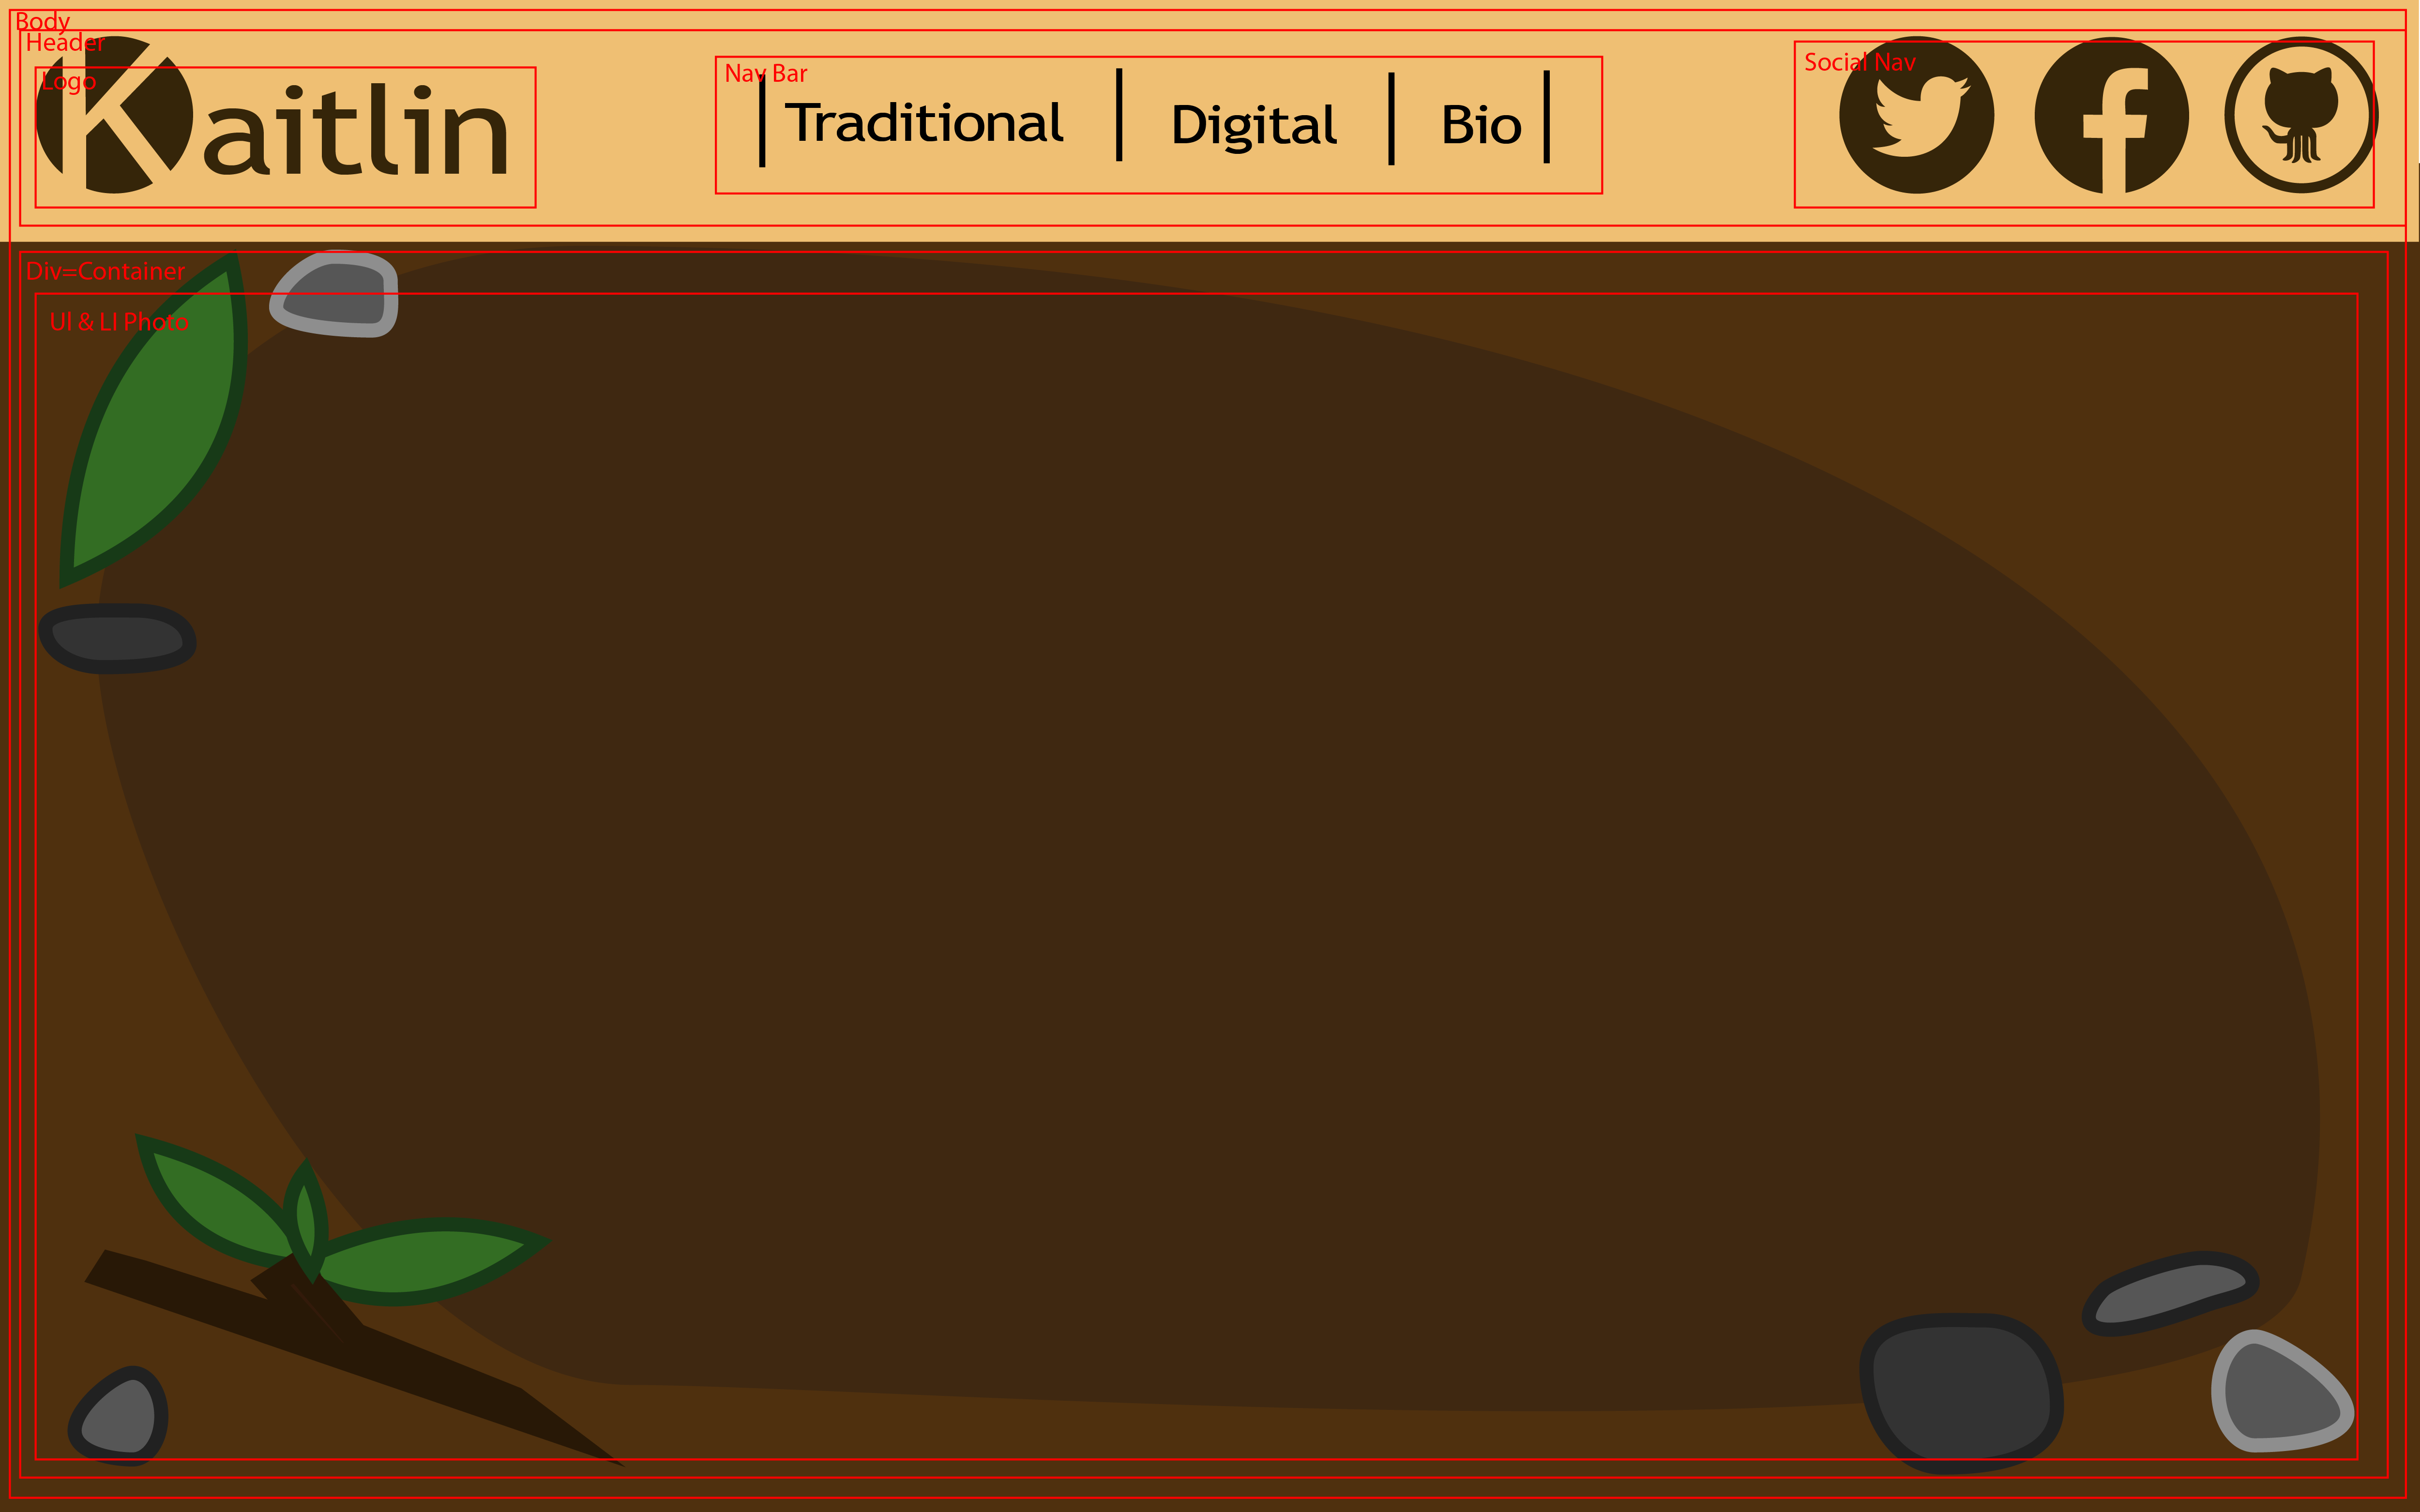 Body
Header
Logo
Kaitlin
Nav Bar
Traditional
Digital
Bio
Social Nav
Div=Container
Ul & LI Photo